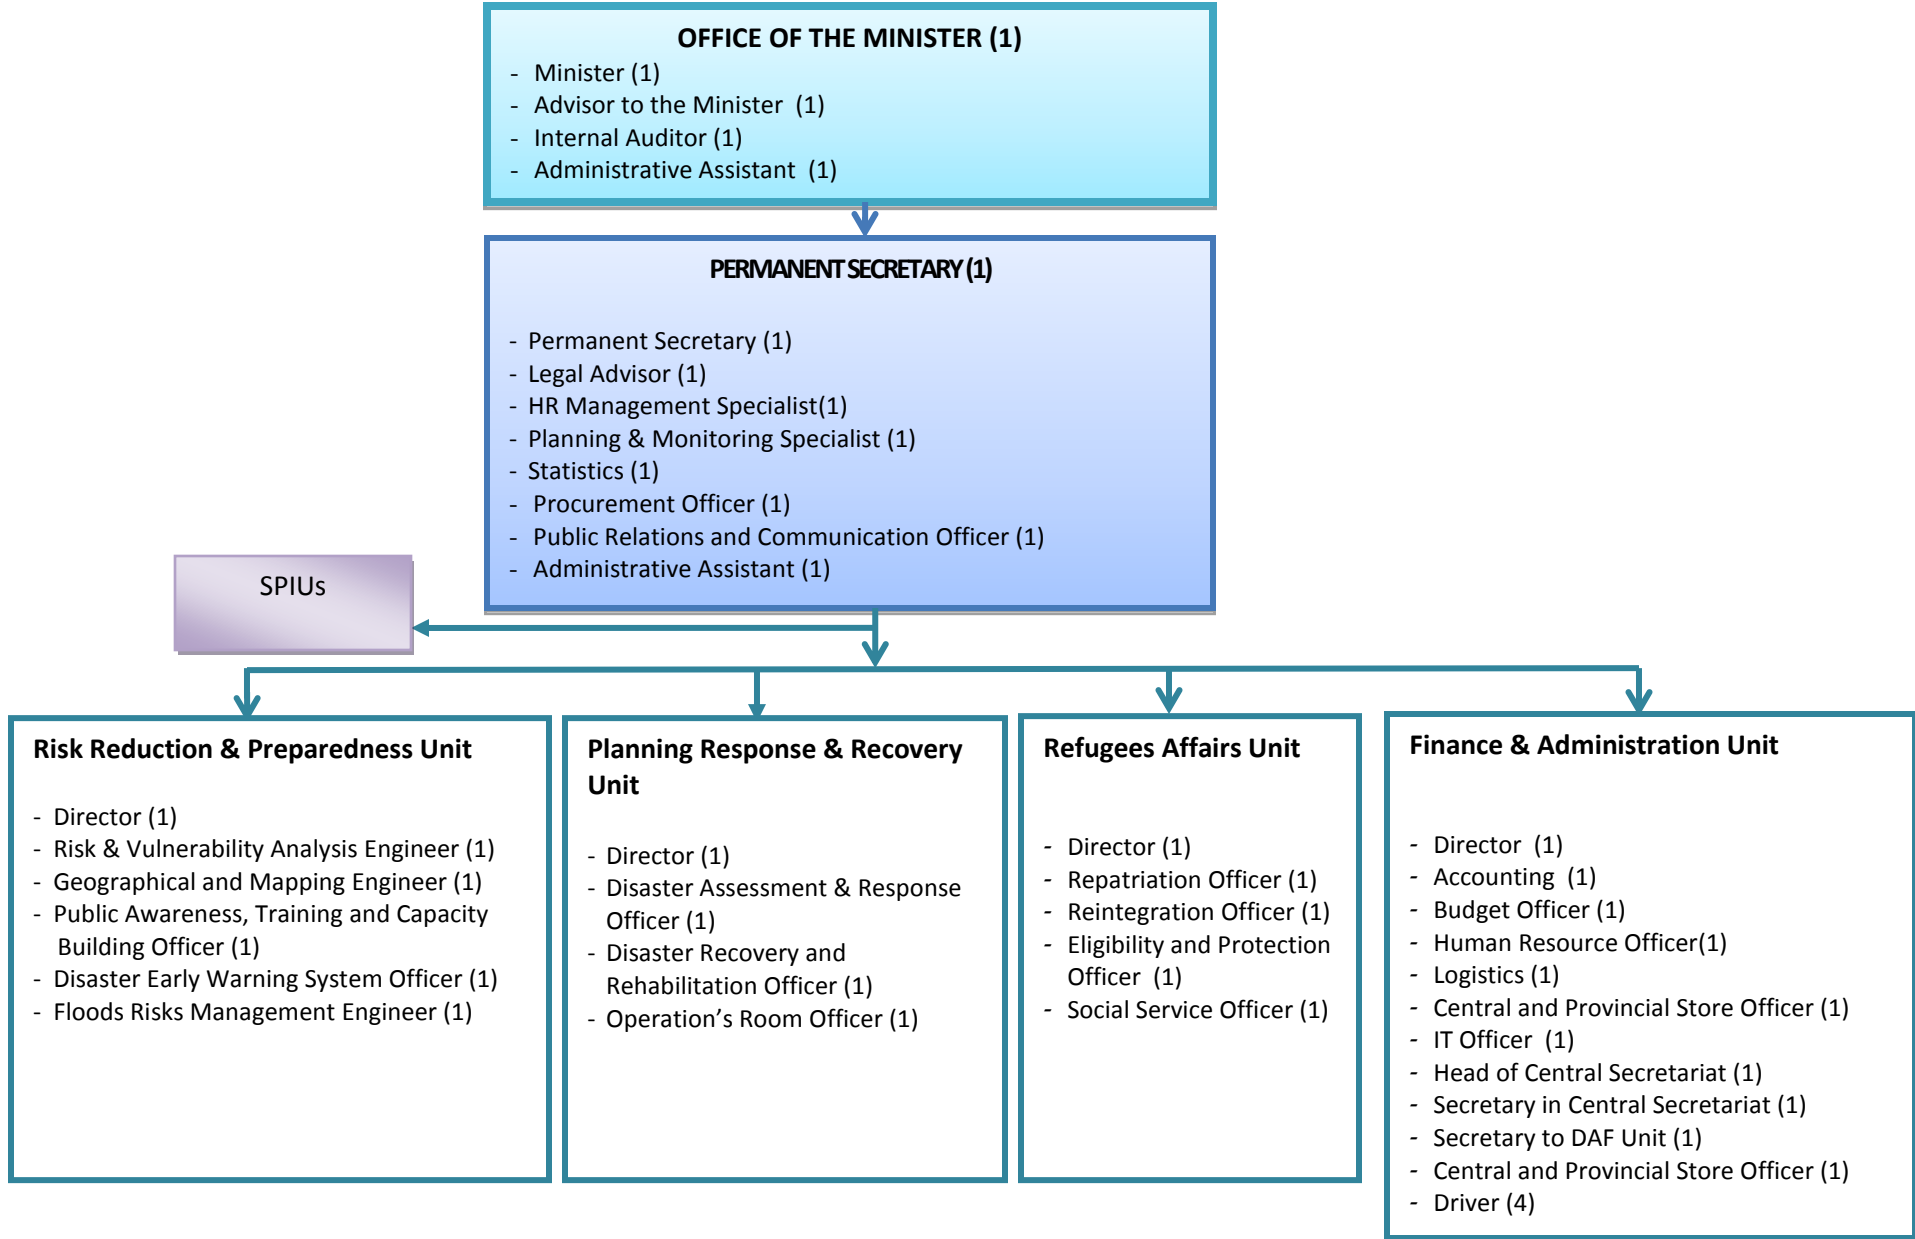 OFFICE OF THE MINISTER (1)
- Minister (1)
- Advisor to the Minister (1)
- Internal Auditor (1)
- Administrative Assistant (1)
PERMANENT SECRETARY (1)
- Permanent Secretary (1)
- Legal Advisor (1)
- HR Management Specialist(1)
- Planning & Monitoring Specialist (1)
- Statistics (1)
- Procurement Officer (1)
- Public Relations and Communication Officer (1)
- Administrative Assistant (1)
SPIUs
Risk Reduction & Preparedness Unit
- Director (1)
- Risk & Vulnerability Analysis Engineer (1)
- Geographical and Mapping Engineer (1)
- Public Awareness, Training and Capacity
Building Officer (1)
- Disaster Early Warning System Officer (1)
- Floods Risks Management Engineer (1)
Planning Response & Recovery
Unit
- Director (1)
- Disaster Assessment & Response
Officer (1)
- Disaster Recovery and
Rehabilitation Officer (1)
- Operation's Room Officer (1)
Refugees Affairs Unit
- Director (1)
- Repatriation Officer (1)
- Reintegration Officer (1)
- Eligibility and Protection
Officer (1)
- Social Service Officer (1)
Finance & Administration Unit
- Director (1)
- Accounting (1)
- Budget Officer (1)
- Human Resource Officer(1)
- Logistics (1)
- Central and Provincial Store Officer (1)
- IT Officer (1)
- Head of Central Secretariat (1)
- Secretary in Central Secretariat (1)
- Secretary to DAF Unit (1)
- Central and Provincial Store Officer (1)
- Driver (4)